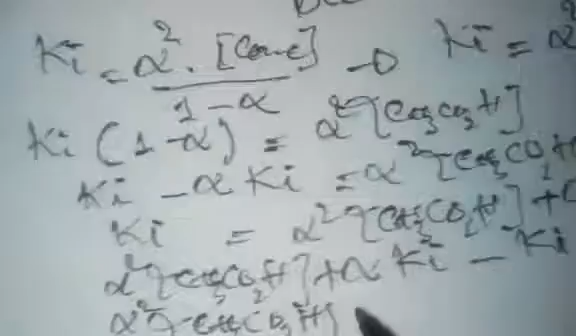 Ki = α² · [Conc] / 1 - α → Ki = α²
Ki (1 - α) = α² [CH₃CO₂H]
Ki - α Ki = α² [CH₃CO₂H
Ki = α² [CH₃CO₂H] +
α² [CH₃CO₂H] + α Ki - Ki
α² [CH₃CO₂H]